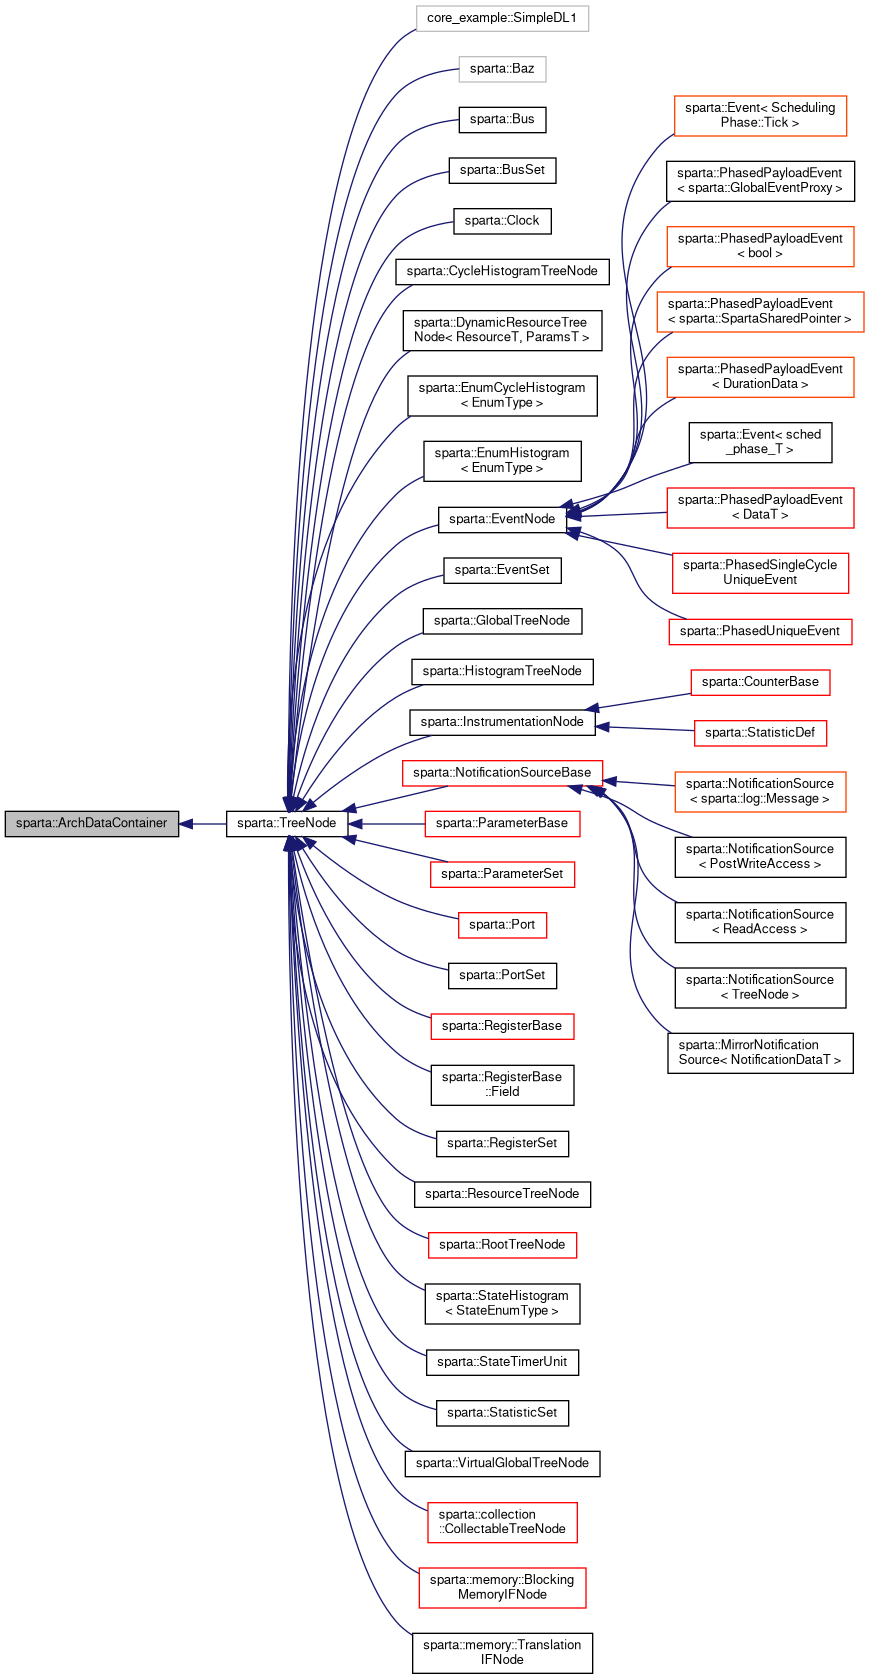 core_example::SimpleDL1
sparta::Baz
sparta::Bus
sparta::BusSet
sparta::Clock
sparta::CycleHistogramTreeNode
sparta::DynamicResourceTree
Node< ResourceT, ParamsT >
sparta::EnumCycleHistogram
< EnumType >
sparta::EnumHistogram
< EnumType >
sparta::EventNode
sparta::EventSet
sparta::GlobalTreeNode
sparta::HistogramTreeNode
sparta::InstrumentationNode
sparta::NotificationSourceBase
sparta::ArchDataContainer
sparta::TreeNode
sparta::ParameterBase
sparta::ParameterSet
sparta::Port
sparta::PortSet
sparta::RegisterBase
sparta::RegisterBase
::Field
sparta::RegisterSet
sparta::ResourceTreeNode
sparta::RootTreeNode
sparta::StateHistogram
< StateEnumType >
sparta::StateTimerUnit
sparta::StatisticSet
sparta::VirtualGlobalTreeNode
sparta::collection
::CollectableTreeNode
sparta::memory::Blocking
MemoryIFNode
sparta::memory::Translation
IFNode
sparta::Event< Scheduling
Phase::Tick >
sparta::PhasedPayloadEvent
< sparta::GlobalEventProxy >
sparta::PhasedPayloadEvent
< bool >
sparta::PhasedPayloadEvent
< sparta::SpartaSharedPointer >
sparta::PhasedPayloadEvent
< DurationData >
sparta::Event< sched
_phase_T >
sparta::PhasedPayloadEvent
< DataT >
sparta::PhasedSingleCycle
UniqueEvent
sparta::PhasedUniqueEvent
sparta::CounterBase
sparta::StatisticDef
sparta::NotificationSource
< sparta::log::Message >
sparta::NotificationSource
< PostWriteAccess >
sparta::NotificationSource
< ReadAccess >
sparta::NotificationSource
< TreeNode >
sparta::MirrorNotification
Source< NotificationDataT >